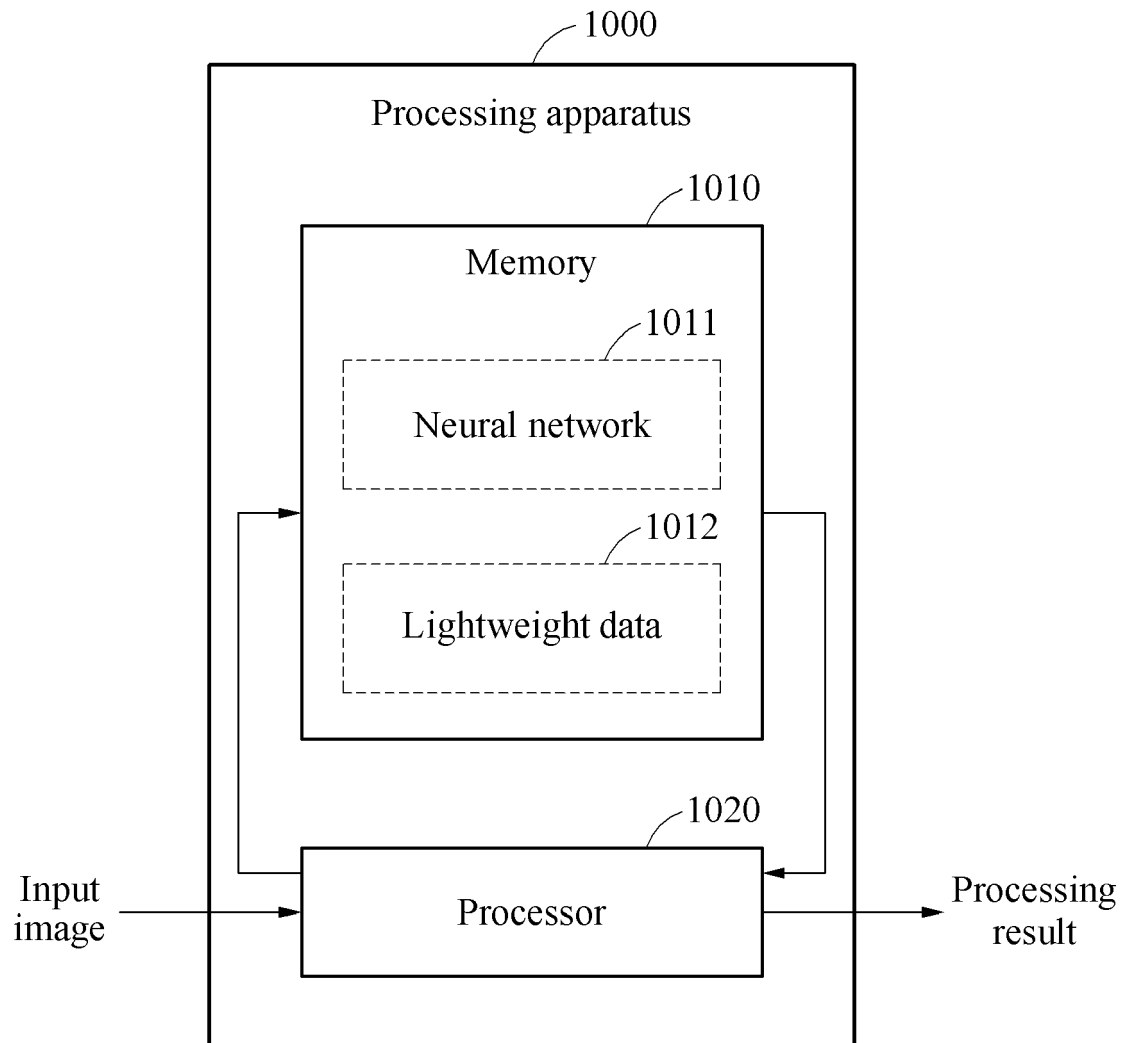 1000
Processing apparatus
1010
Memory
1011
Neural network
1012
Lightweight data
1020
Input
image
Processor
Processing
result